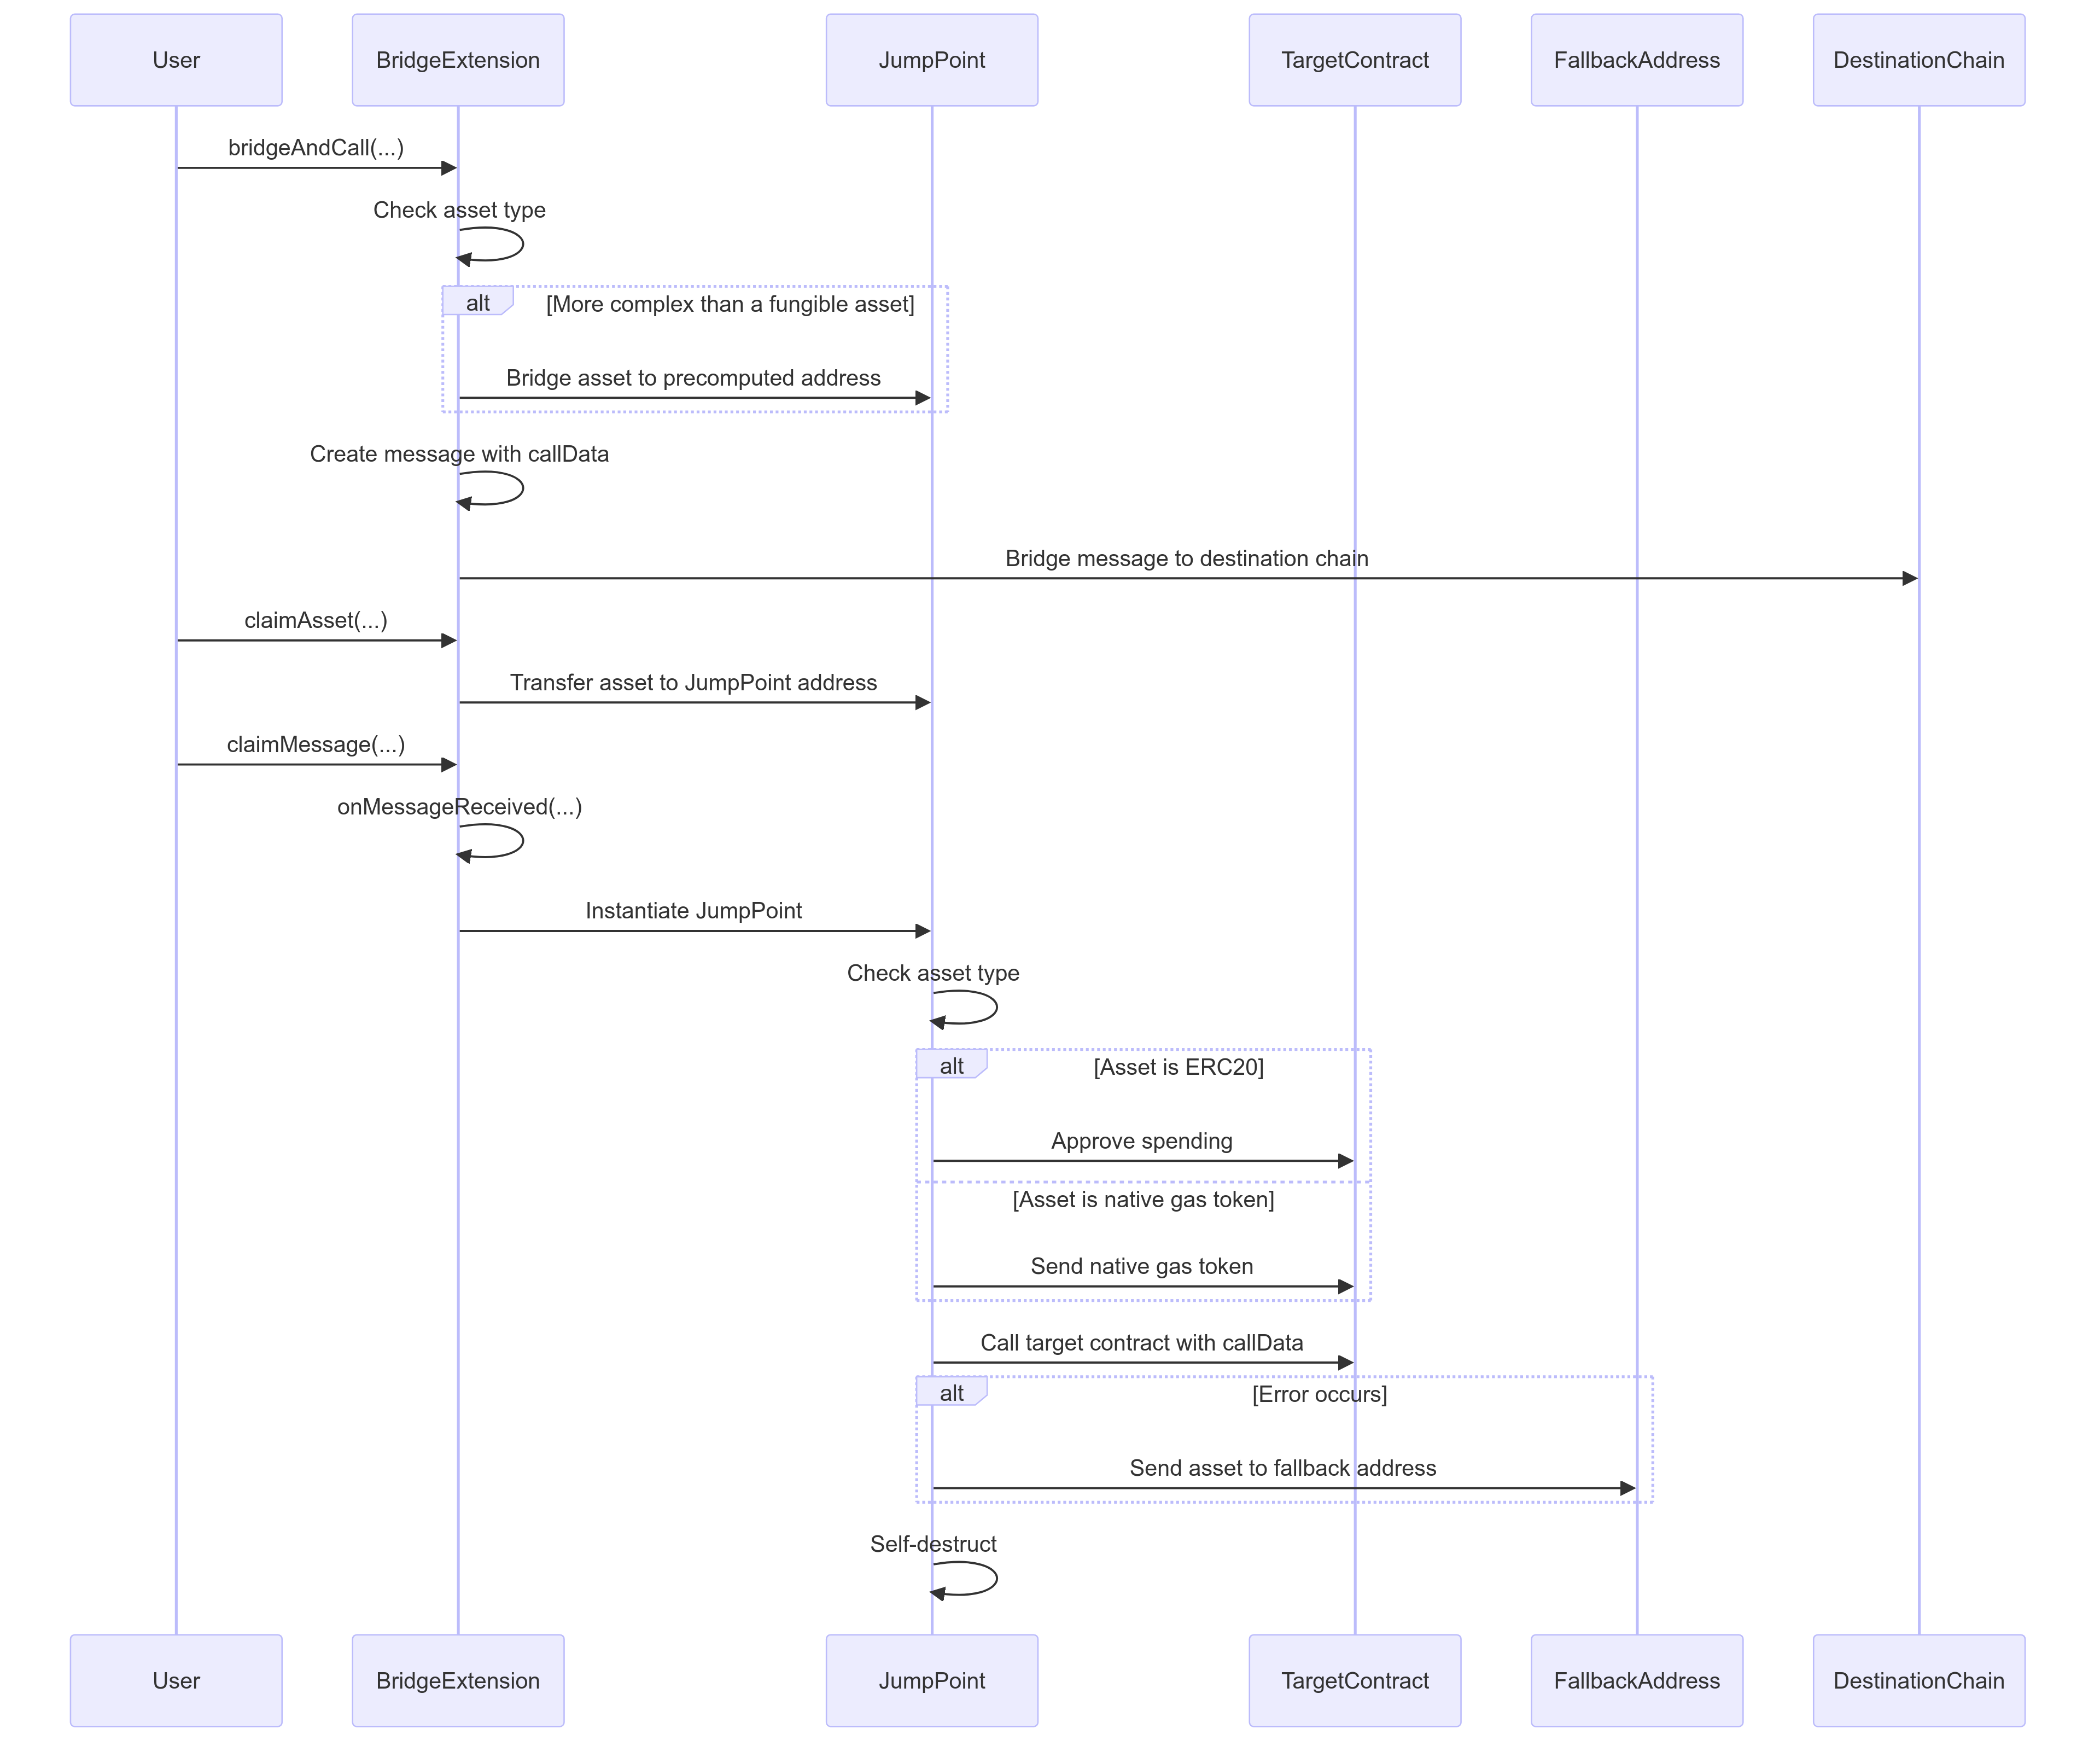 User
BridgeExtension
JumpPoint
TargetContract
FallbackAddress
DestinationChain
bridgeAndCall(...)
Check asset type
alt
[More complex than a fungible asset]
Bridge asset to precomputed address
Create message with callData
Bridge message to destination chain
claimAsset(...)
Transfer asset to JumpPoint address
claimMessage(...)
onMessageReceived(...)
Instantiate JumpPoint
Check asset type
alt
[Asset is ERC20]
Approve spending
[Asset is native gas token]
Send native gas token
Call target contract with callData
alt
[Error occurs]
Send asset to fallback address
Self-destruct
User
BridgeExtension
JumpPoint
TargetContract
FallbackAddress
DestinationChain